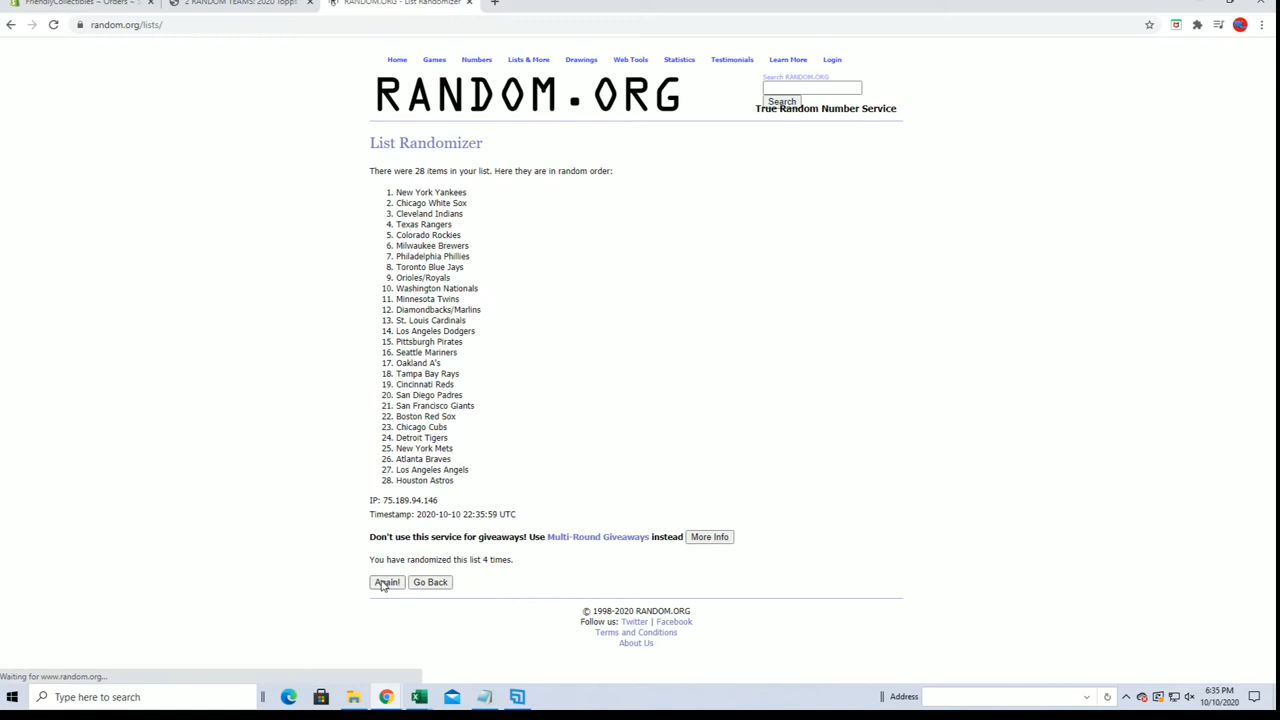 FriendlyCollectibles – Orders –
2 RANDOM TEAMS: 2020 Topps
RANDOM.ORG - List Randomizer
random.org/lists/
Home Games Numbers Lists & More Drawings Web Tools Statistics Testimonials Learn More Login
RANDOM.ORG
Search RANDOM.ORG
Search
True Random Number Service
List Randomizer
There were 28 items in your list. Here they are in random order:
1. New York Yankees
2. Chicago White Sox
3. Cleveland Indians
4. Texas Rangers
5. Colorado Rockies
6. Milwaukee Brewers
7. Philadelphia Phillies
8. Toronto Blue Jays
9. Orioles/Royals
10. Washington Nationals
11. Minnesota Twins
12. Diamondbacks/Marlins
13. St. Louis Cardinals
14. Los Angeles Dodgers
15. Pittsburgh Pirates
16. Seattle Mariners
17. Oakland A's
18. Tampa Bay Rays
19. Cincinnati Reds
20. San Diego Padres
21. San Francisco Giants
22. Boston Red Sox
23. Chicago Cubs
24. Detroit Tigers
25. New York Mets
26. Atlanta Braves
27. Los Angeles Angels
28. Houston Astros
IP: 75.189.94.146
Timestamp: 2020-10-10 22:35:59 UTC
Don't use this service for giveaways! Use Multi-Round Giveaways instead More Info
You have randomized this list 4 times.
Again! Go Back
© 1998-2020 RANDOM.ORG
Follow us: Twitter | Facebook
Terms and Conditions
About Us
Waiting for www.random.org...
Type here to search
Address
6:35 PM
10/10/2020